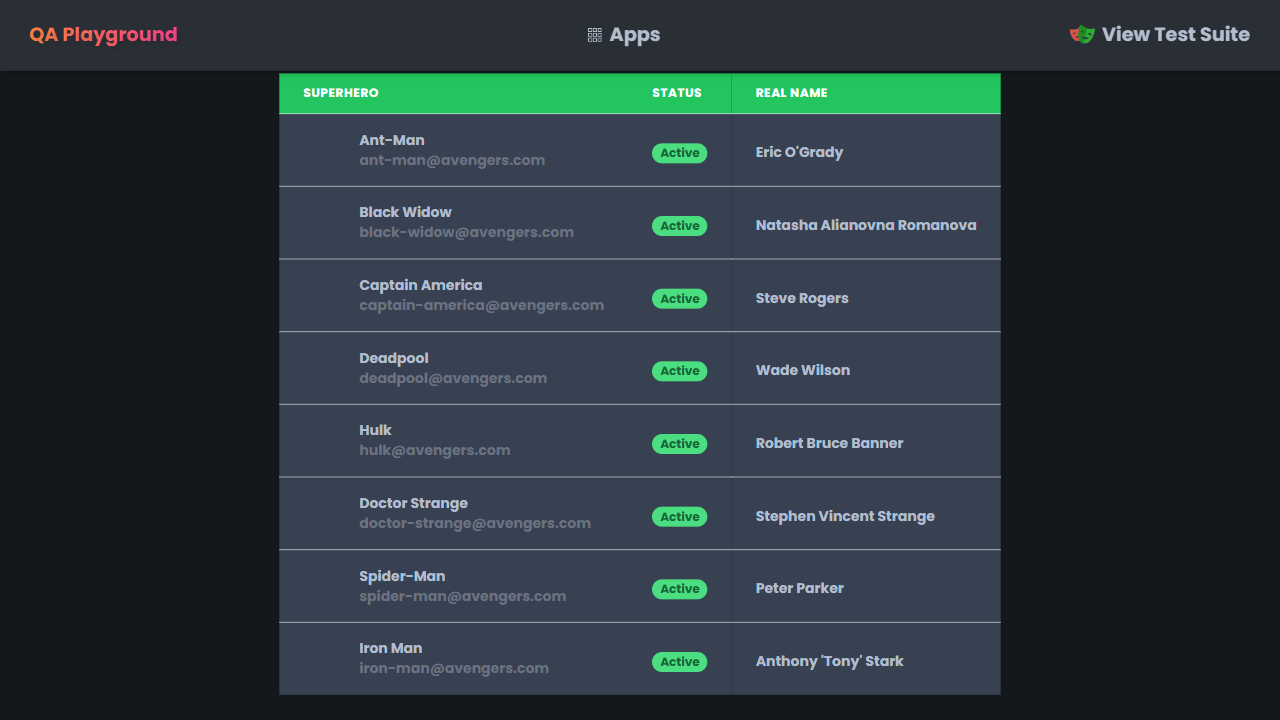 QA Playground
Apps
View Test Suite
SUPERHERO STATUS REAL NAME
Ant-Man
ant-man@avengers.com
Active
Eric O'Grady
Black Widow
black-widow@avengers.com
Active
Natasha Alianovna Romanova
Captain America
captain-america@avengers.com
Active
Steve Rogers
Deadpool
deadpool@avengers.com
Active
Wade Wilson
Hulk
hulk@avengers.com
Active
Robert Bruce Banner
Doctor Strange
doctor-strange@avengers.com
Active
Stephen Vincent Strange
Spider-Man
spider-man@avengers.com
Active
Peter Parker
Iron Man
iron-man@avengers.com
Active
Anthony 'Tony' Stark